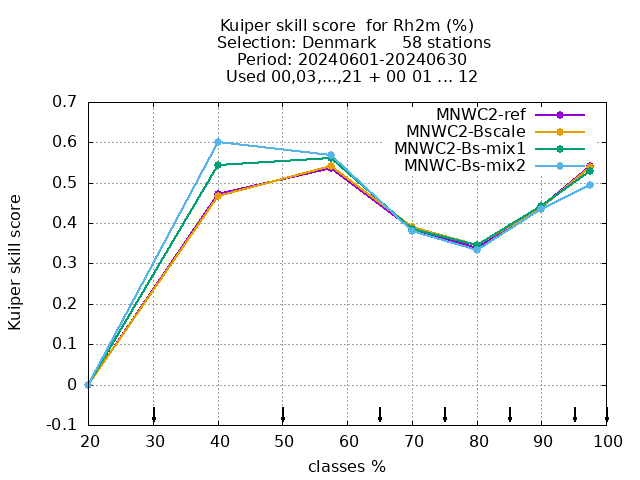 Kuiper skill score  for Rh2m (%)
Selection: Denmark     58 stations
Period: 20240601-20240630
Used 00,03,...,21 + 00 01 ... 12
MNWC2-ref
MNWC2-Bscale
MNWC2-Bs-mix1
MNWC-Bs-mix2
Kuiper skill score
0.7
0.6
0.5
0.4
0.3
0.2
0.1
0
-0.1
20 30 40 50 60 70 80 90 100
classes %